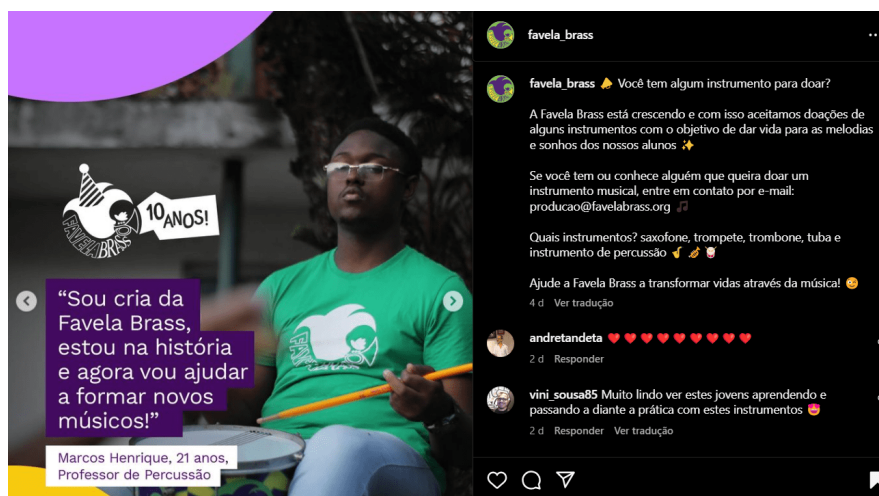 FAVELA BRASS
10 ANOS!
“Sou cria da
Favela Brass,
estou na história
e agora vou ajudar
a formar novos
músicos!”
Marcos Henrique, 21 anos,
Professor de Percussão
favela_brass
favela_brass 📣 Você tem algum instrumento para doar?
A Favela Brass está crescendo e com isso aceitamos doações de
alguns instrumentos com o objetivo de dar vida para as melodias
e sonhos dos nossos alunos ✨
Se você tem ou conhece alguém que queira doar um
instrumento musical, entre em contato por e-mail:
producao@favelabrass.org 🎵
Quais instrumentos? saxofone, trompete, trombone, tuba e
instrumento de percussão 🎷 🎺 🥁
Ajude a Favela Brass a transformar vidas através da música! 🥹
4 d Ver tradução
andretandeta ❤️❤️❤️❤️❤️❤️❤️❤️❤️
2 d Responder
vini_sousa85 Muito lindo ver estes jovens aprendendo e
passando a diante a prática com estes instrumentos 😍
2 d Responder Ver tradução